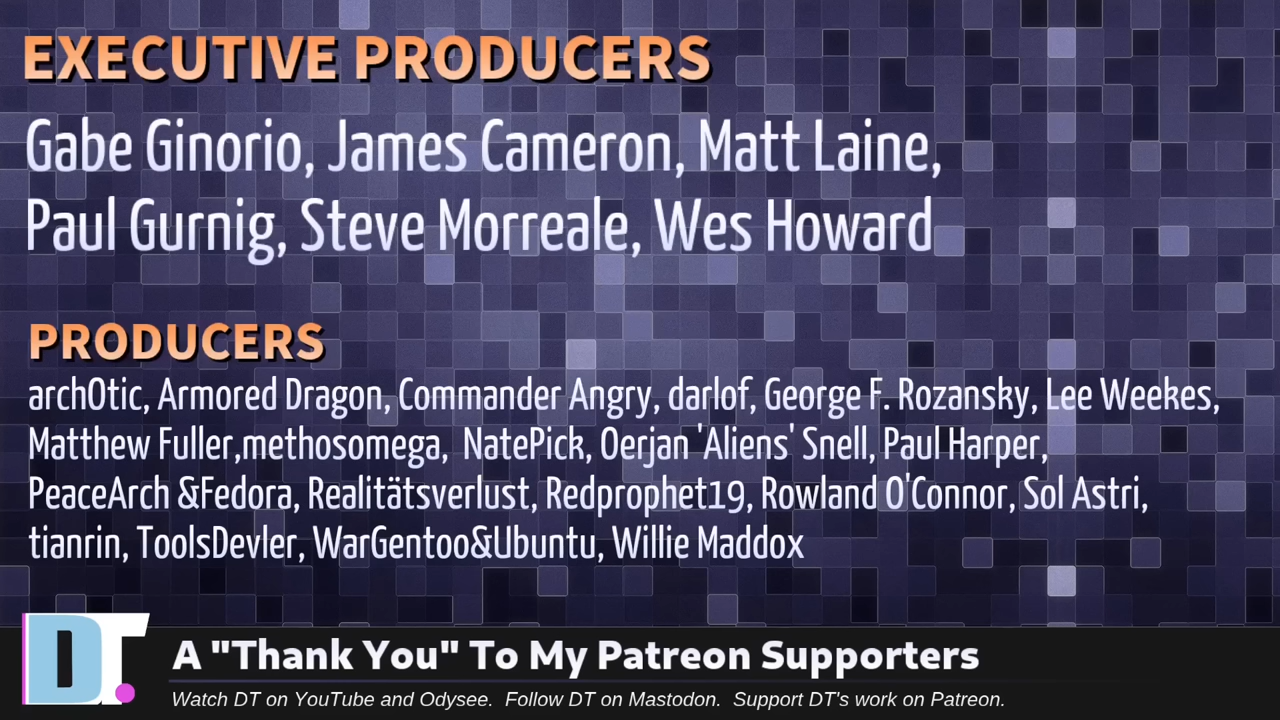 EXECUTIVE PRODUCERS
Gabe Ginorio, James Cameron, Matt Laine,
Paul Gurnig, Steve Morreale, Wes Howard
PRODUCERS
archOtic, Armored Dragon, Commander Angry, darlof, George F. Rozansky, Lee Weekes,
Matthew Fuller,methosomega,  NatePick, Oerjan 'Aliens' Snell, Paul Harper,
PeaceArch &Fedora, Realitätsverlust, Redprophet19, Rowland O'Connor, Sol Astri,
tianrin, ToolsDevler, WarGentoo&Ubuntu, Willie Maddox
DT
A "Thank You" To My Patreon Supporters
Watch DT on YouTube and Odysee.  Follow DT on Mastodon.  Support DT's work on Patreon.